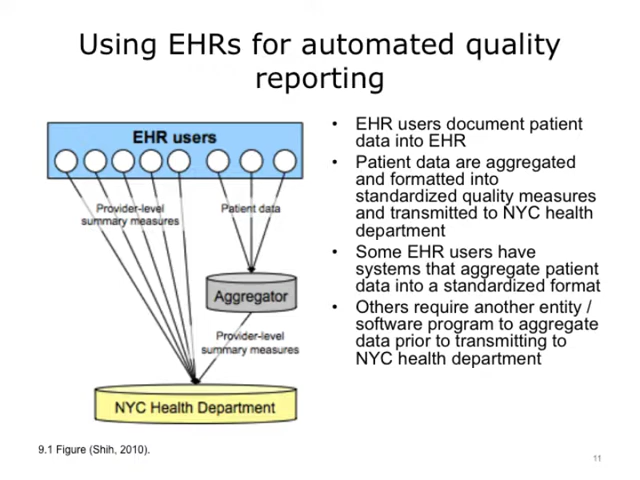 Using EHRs for automated quality
reporting
EHR users
Provider-level
summary measures
Patient data
Aggregator
Provider-level
summary measures
NYC Health Department
• EHR users document patient
data into EHR
• Patient data are aggregated
and formatted into
standardized quality measures
and transmitted to NYC health
department
• Some EHR users have
systems that aggregate patient
data into a standardized format
• Others require another entity /
software program to aggregate
data prior to transmitting to
NYC health department
9.1 Figure (Shih, 2010).
11